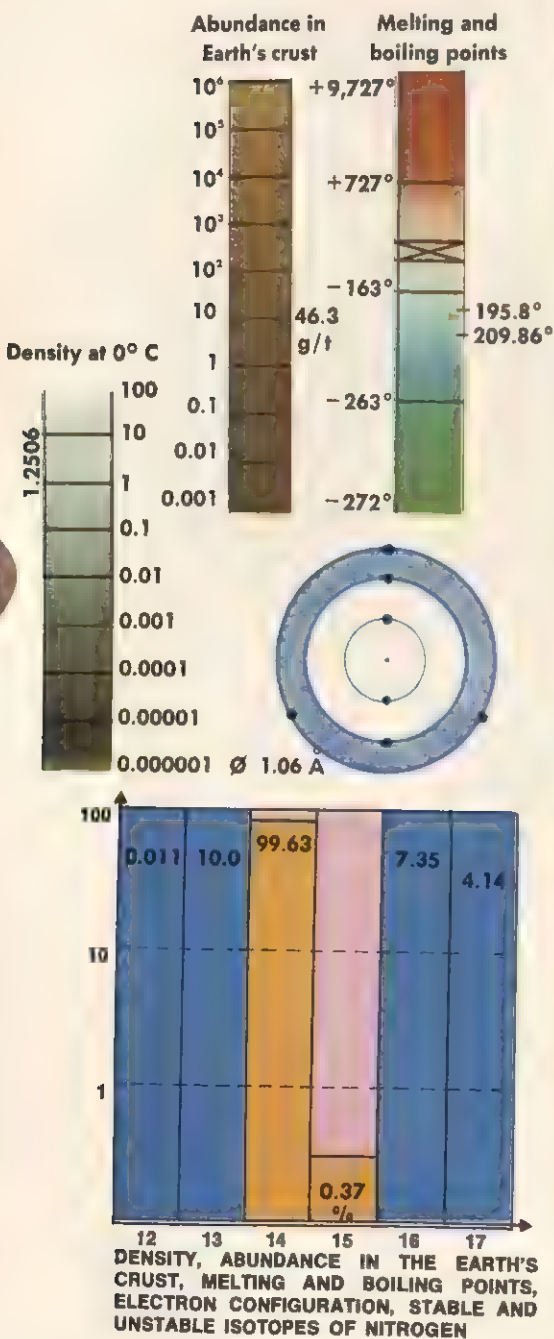 Abundance in
Earth's crust
10⁶
10⁵
10⁴
10³
10²
10
1
0.1
0.01
0.001
46.3
g/t
Melting and
boiling points
+9,727°
+727°
−163°
−263°
−272°
+ 195.8°
+ 209.86°
Density at 0° C
1.2506
100
10
1
0.1
0.01
0.001
0.0001
0.00001
0.000001
Ø 1.06 Å
100
10
1
0.011 10.0 99.63 7.35 4.14
0.37
%
12 13 14 15 16 17
DENSITY, ABUNDANCE IN THE EARTH'S
CRUST, MELTING AND BOILING POINTS,
ELECTRON CONFIGURATION, STABLE AND
UNSTABLE ISOTOPES OF NITROGEN